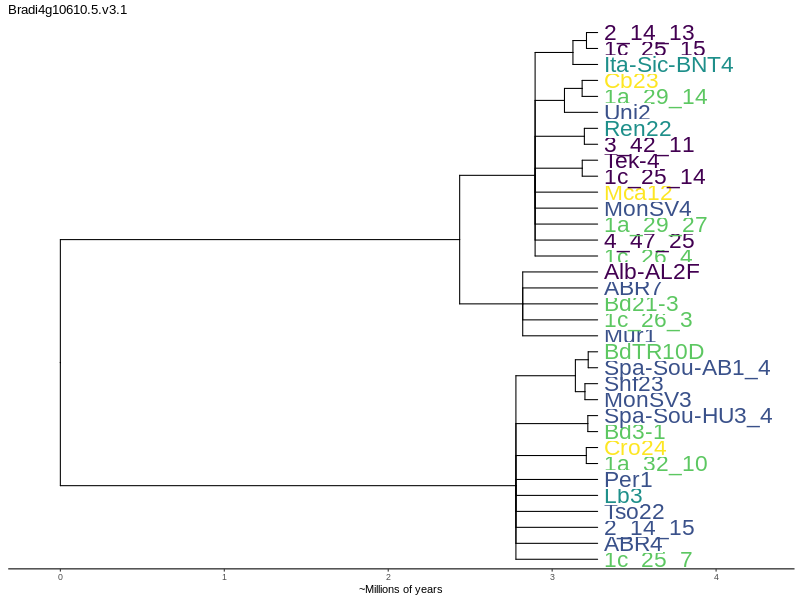 Bradi4g10610.5.v3.1
2_14_13
1c_25_15
Ita-Sic-BNT4
Cb23
1a_29_14
Uni2
Ren22
3_42_11
Tek-4
1c_25_14
Mca12
MonSV4
1a_29_27
4_47_25
1c_26_4
Alb-AL2F
ABR7
Bd21-3
1c_26_3
Mur1
BdTR10D
Spa-Sou-AB1_4
Shf23
MonSV3
Spa-Sou-HU3_4
Bd3-1
Cro24
1a_32_10
Per1
Lb3
Tso22
2_14_15
ABR4
1c_25_7
0 1 2 3 4
~Millions of years